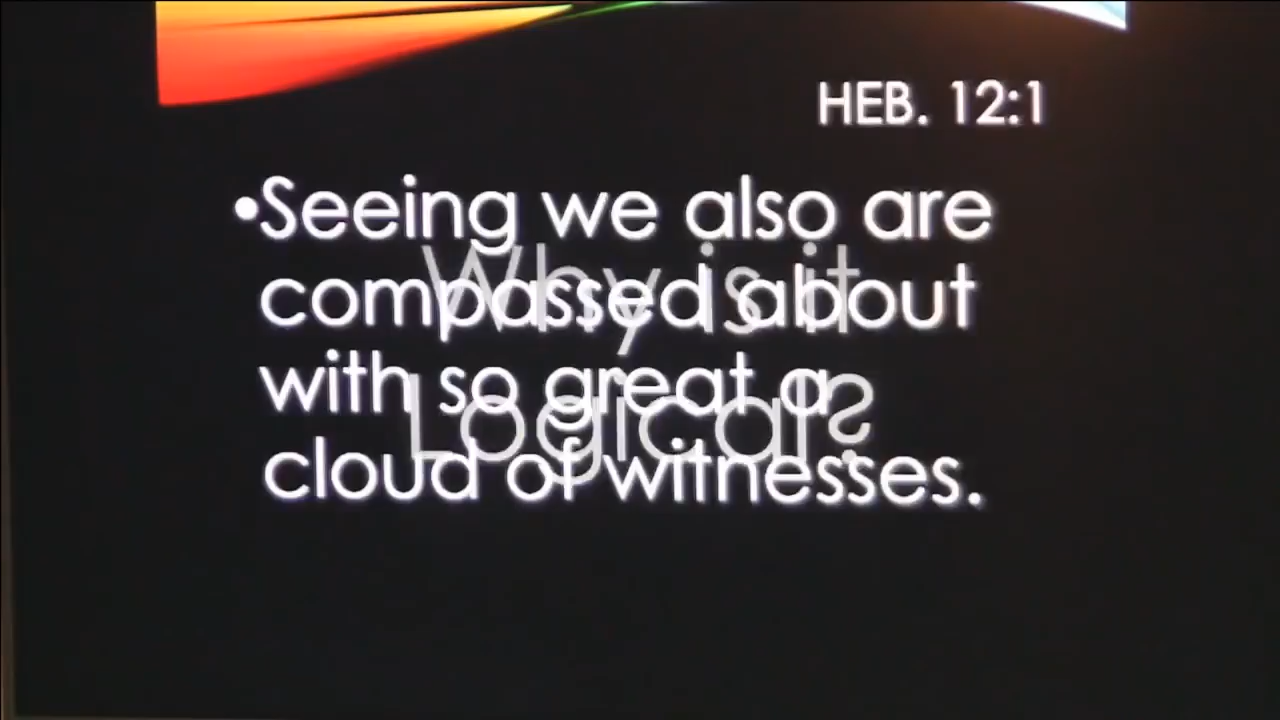 HEB. 12:1
•Seeing we also are
compassed about
with so great a
cloud of witnesses.
Why is it
Logical?